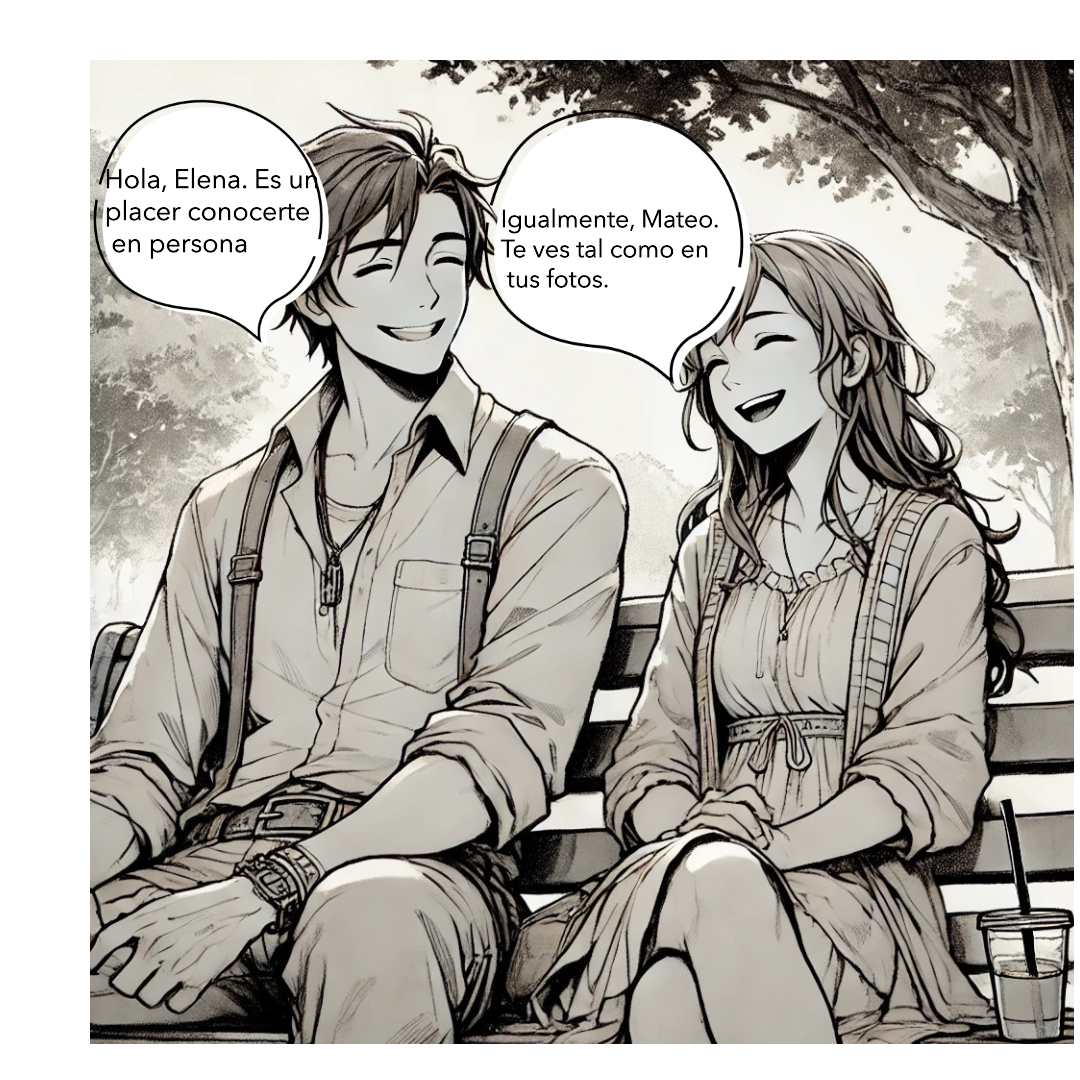 Hola, Elena. Es un
placer conocerte
en persona
Igualmente, Mateo.
Te ves tal como en
tus fotos.